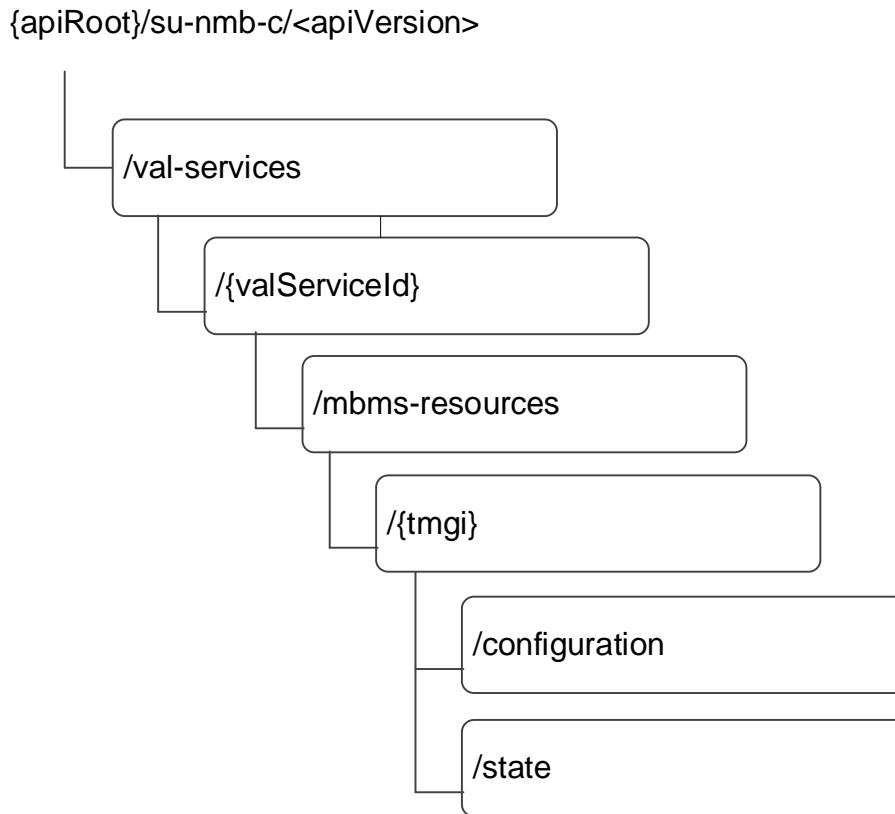 {apiRoot}/su-nmb-c/<apiVersion>
/val-services
/{valServiceId}
/mbms-resources
/{tmgi}
/configuration
/state